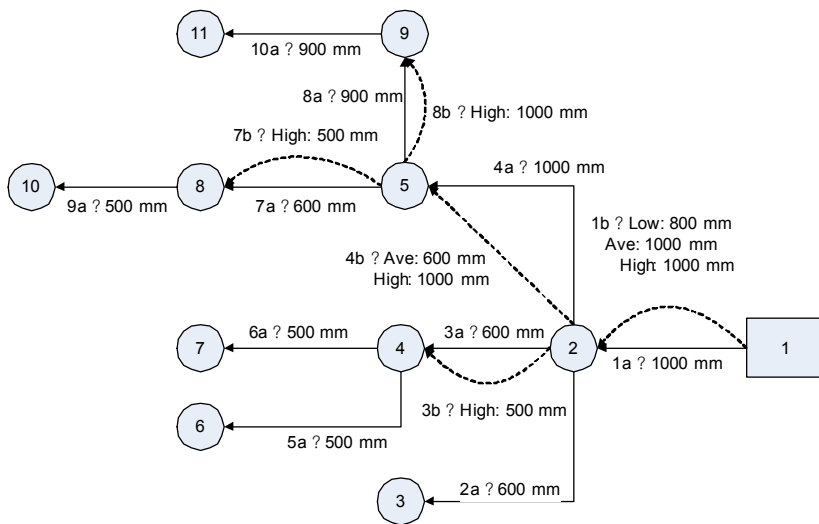 11
9
10a ? 900 mm
8a ? 900 mm
8b ? High: 1000 mm
7b ? High: 500 mm
10
8
5
4a ? 1000 mm
9a ? 500 mm
7a ? 600 mm
1b ? Low: 800 mm
Ave: 1000 mm
High: 1000 mm
4b ? Ave: 600 mm
High: 1000 mm
7
6a ? 500 mm
4
3a ? 600 mm
2
1
1a ? 1000 mm
6
5a ? 500 mm
3b ? High: 500 mm
3
2a ? 600 mm